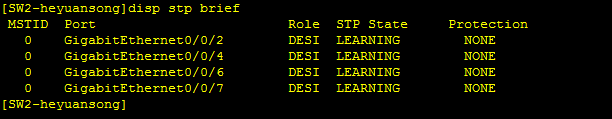 [SW2-heyuansong]disp stp brief
MSTID Port Role STP State Protection
0 GigabitEthernet0/0/2 DESI LEARNING NONE
0 GigabitEthernet0/0/4 DESI LEARNING NONE
0 GigabitEthernet0/0/6 DESI LEARNING NONE
0 GigabitEthernet0/0/7 DESI LEARNING NONE
[SW2-heyuansong]